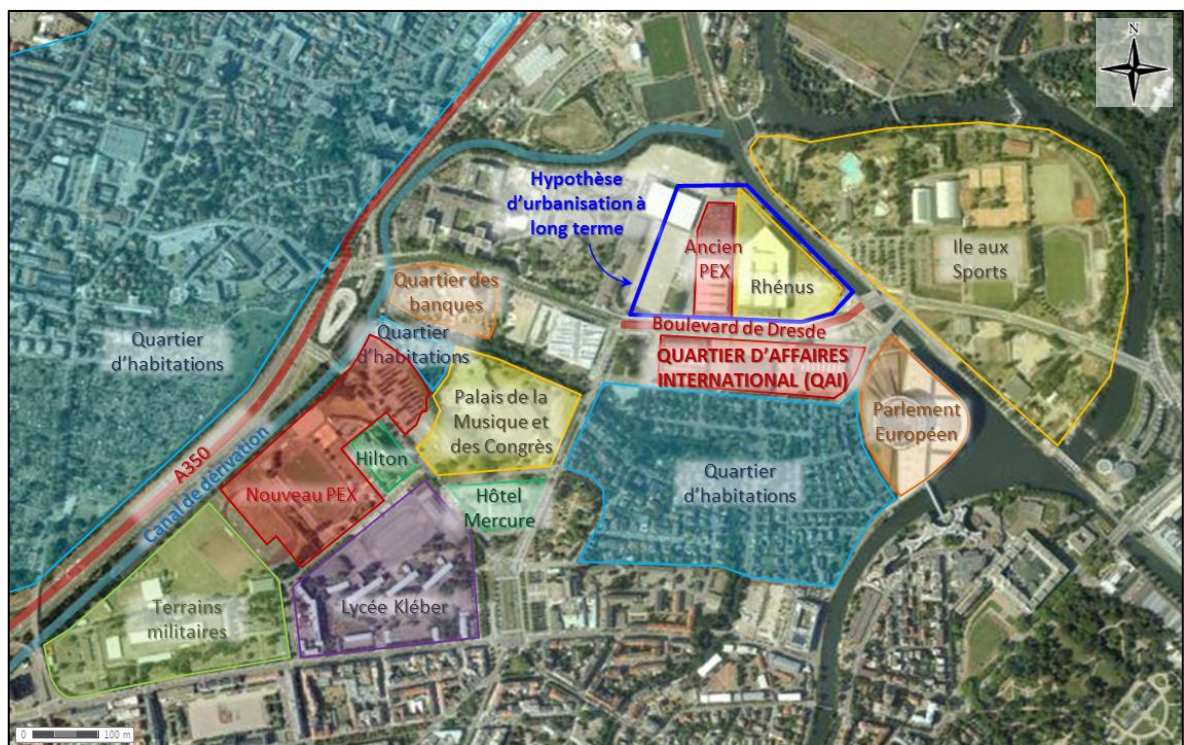 N
Hypothèse
d'urbanisation à
long terme
Ancien
PEX
Rhénus
Ile aux
Sports
Quartier des
banques
Boulevard de Dresde
Quartier
d'habitations
Quartier
d'habitations
QUARTIER D'AFFAIRES
INTERNATIONAL (QAI)
Palais de la
Musique et
des Congrès
Parlement
Européen
A350
Canal de dérivation
Hilton
Quartier
d'habitations
Nouveau PEX
Hôtel
Mercure
Terrains
militaires
Lycée Kléber
0 100 m